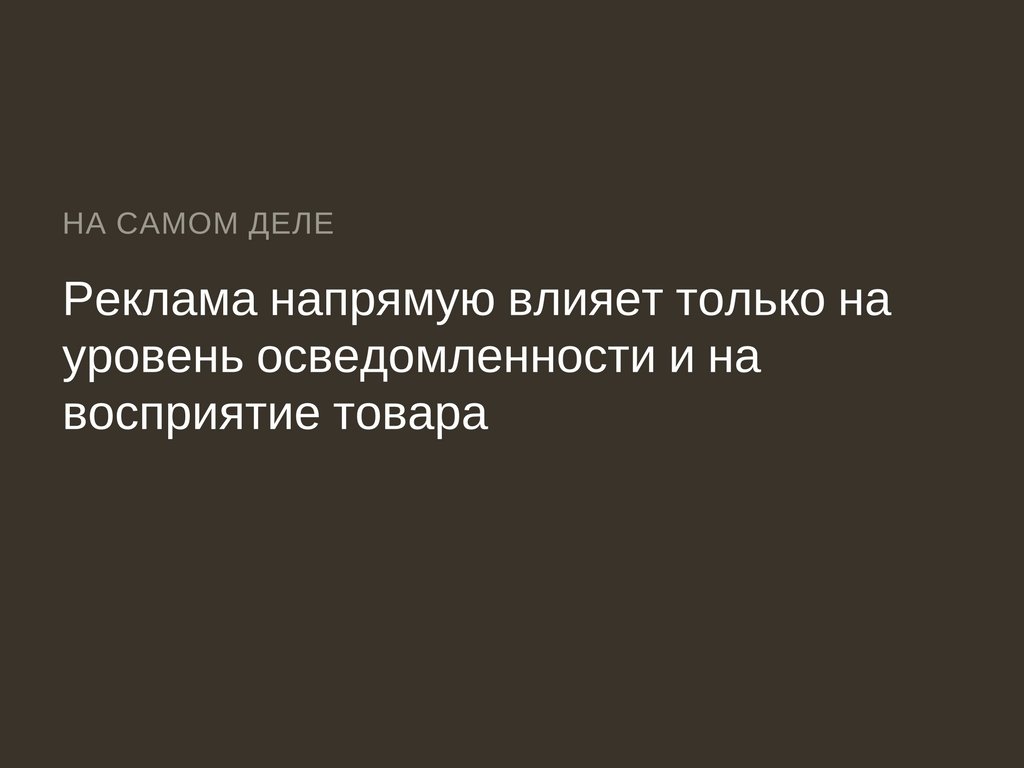 НА САМОМ ДЕЛЕ
Реклама напрямую влияет только на
уровень осведомленности и на
восприятие товара